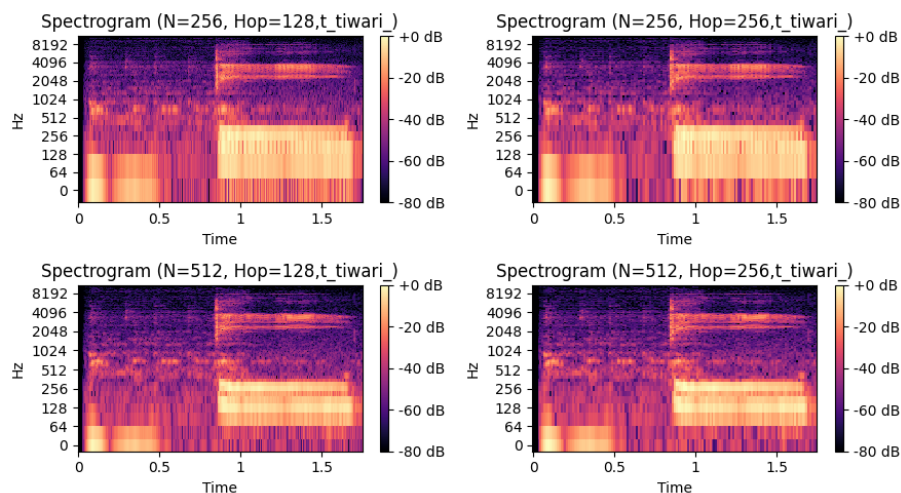 Spectrogram (N=256, Hop=128,t_tiwari_)
8192
4096
2048
1024
512
256
128
64
0
Hz
0
0.5
1
1.5
Time
+0 dB
-20 dB
-40 dB
-60 dB
-80 dB
Spectrogram (N=256, Hop=256,t_tiwari_)
8192
4096
2048
1024
512
256
128
64
0
Hz
0
0.5
1
1.5
Time
+0 dB
-20 dB
-40 dB
-60 dB
-80 dB
Spectrogram (N=512, Hop=128,t_tiwari_)
8192
4096
2048
1024
512
256
128
64
0
Hz
0
0.5
1
1.5
Time
+0 dB
-20 dB
-40 dB
-60 dB
-80 dB
Spectrogram (N=512, Hop=256,t_tiwari_)
8192
4096
2048
1024
512
256
128
64
0
Hz
0
0.5
1
1.5
Time
+0 dB
-20 dB
-40 dB
-60 dB
-80 dB